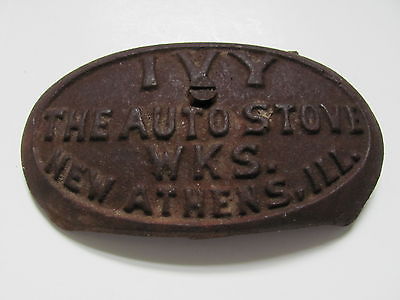 IVY
THE AUTO STOVE
WKS.
NEW ATHENS, ILL.